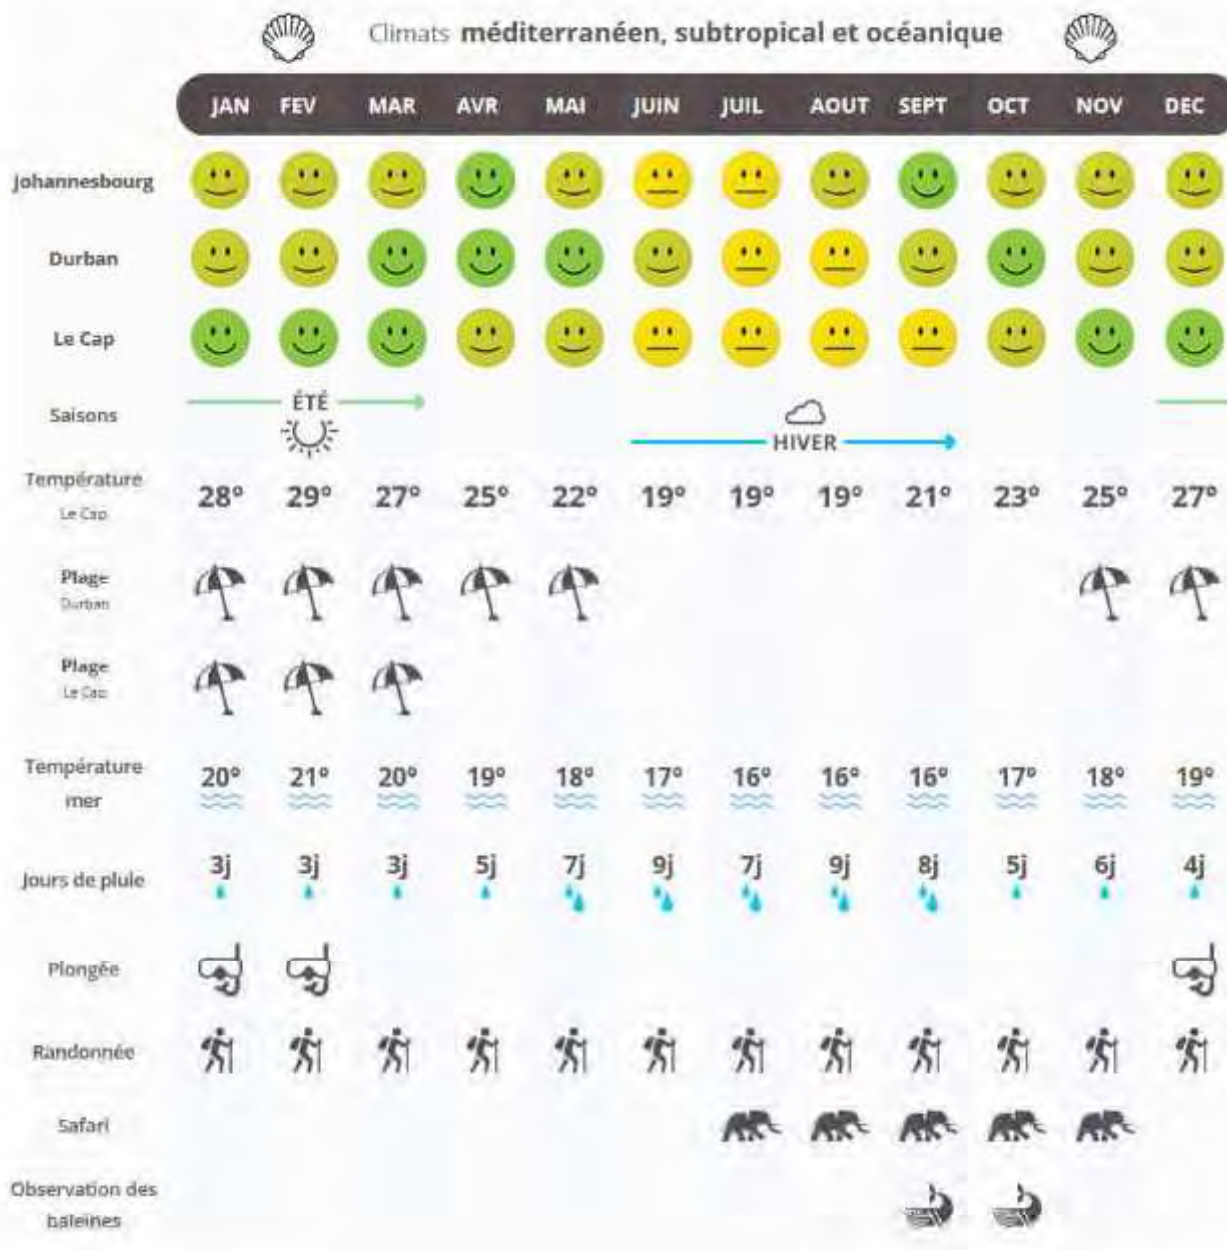 Climats méditerranéen, subtropical et océanique
JAN FEV MAR AVR MAI JUIN JUIL AOUT SEPT OCT NOV DEC
Johannesbourg
Durban
Le Cap
Saisons
ÉTÉ
HIVER
Température
Le Cap
28° 29° 27° 25° 22° 19° 19° 19° 21° 23° 25° 27°
Plage
Durban
Plage
Le Cap
Température
mer
20° 21° 20° 19° 18° 17° 16° 16° 16° 17° 18° 19°
Jours de pluie
3j 3j 3j 5j 7j 9j 7j 9j 8j 5j 6j 4j
Plongée
Randonnée
Safari
Observation des
baleines